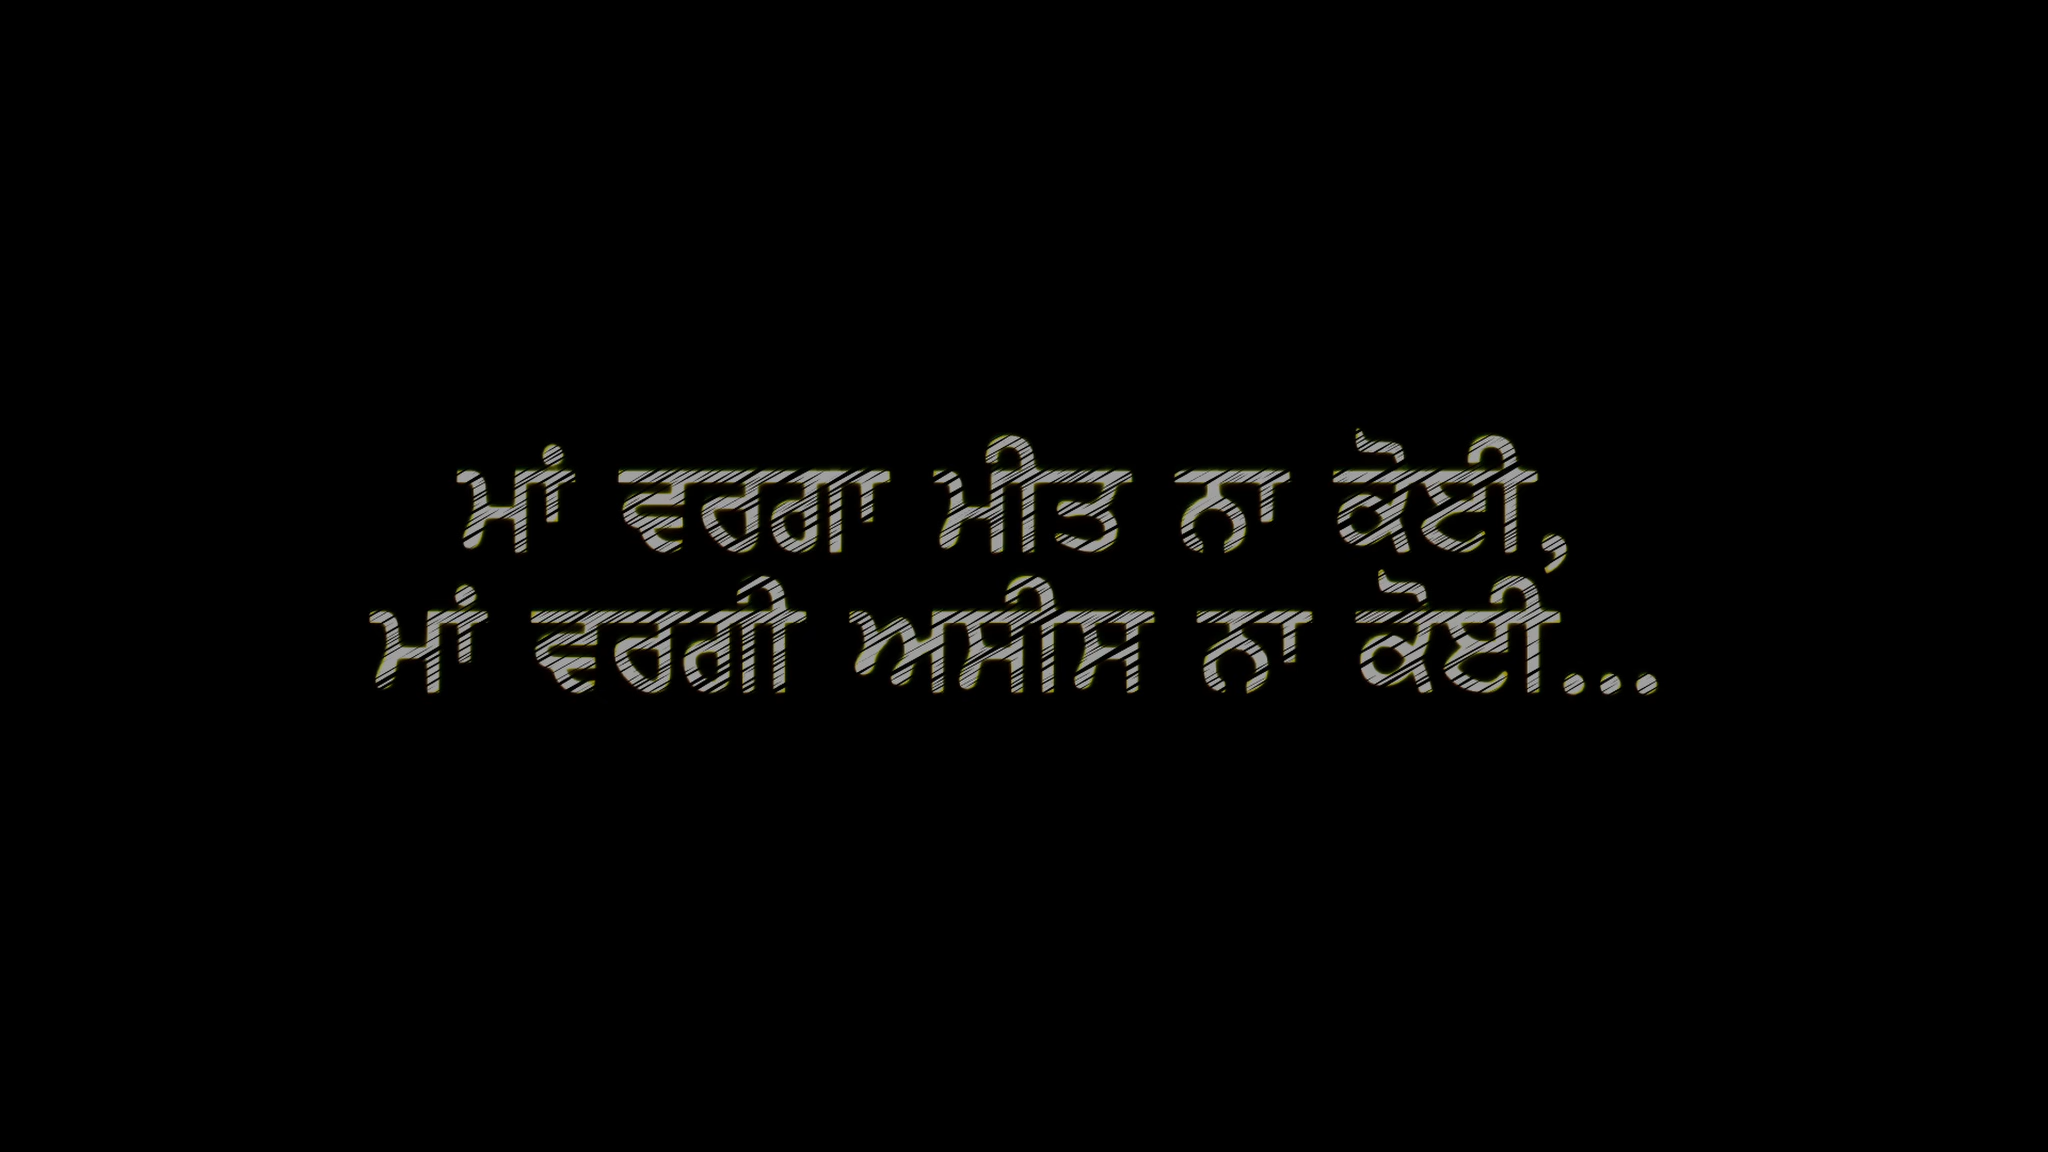 ਮਾਂ ਵਰਗਾ ਮੀਤ ਨਾ ਕੋਈ,
ਮਾਂ ਵਰਗੀ ਅਸੀਸ ਨਾ ਕੋਈ...